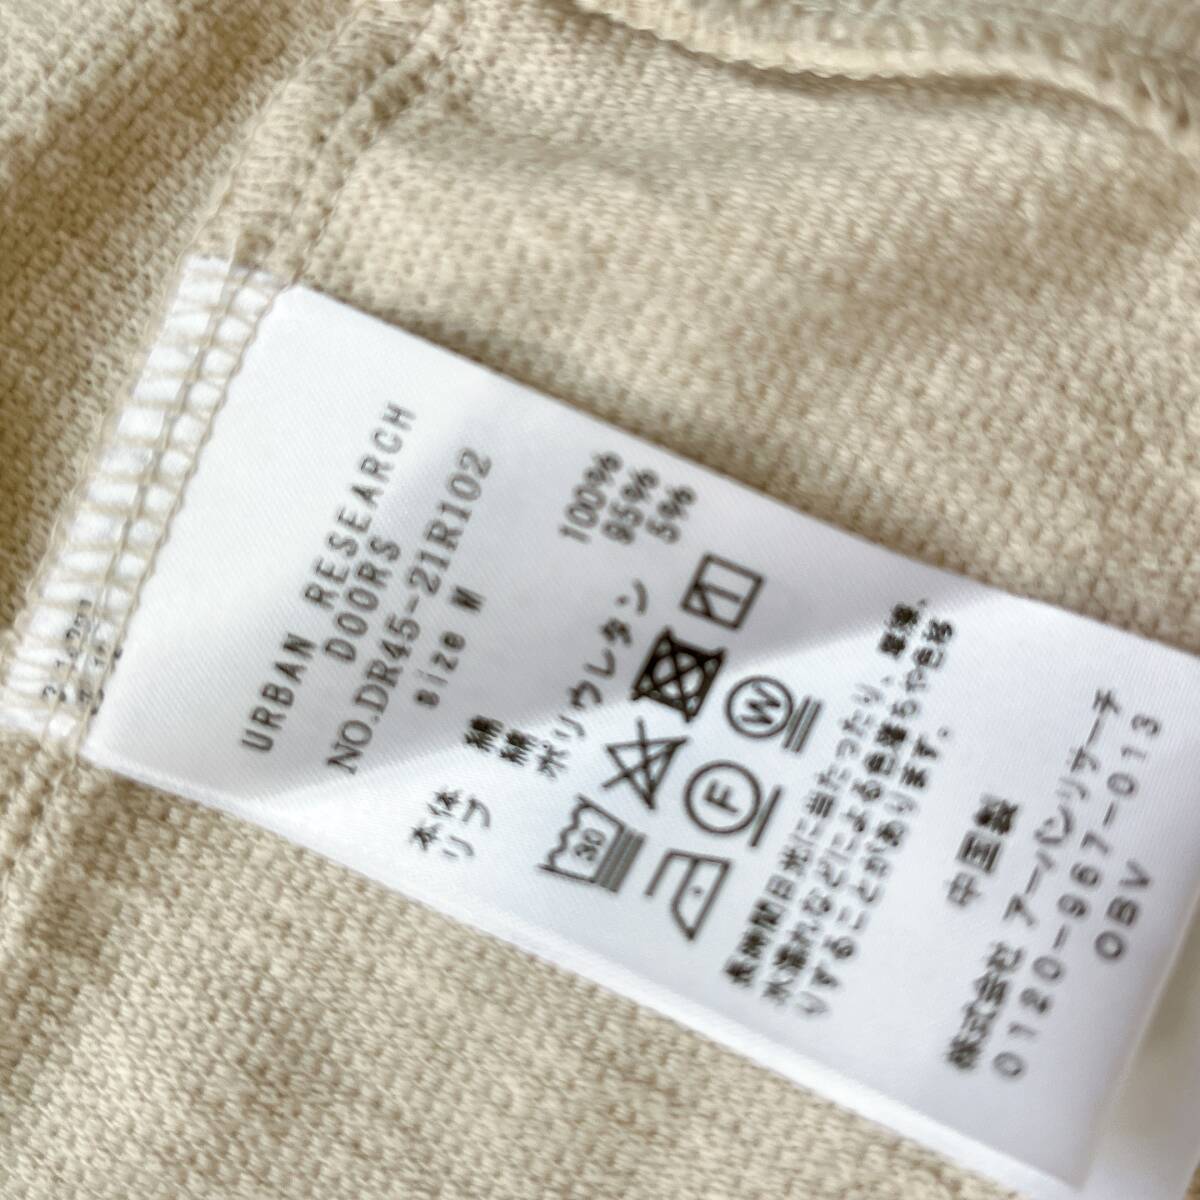 URBAN RESEARCH
DOORS
NO.DR45-21R102
size M
本体 綿 100%
リブ 綿 95%
ポリウレタン 5%
30
F
W
長時間日光に当たったり、
水濡れなどによる色落ちや色移
りすることがあります。
中国製
株式会社 アーバンリサーチ
0120-967-013
OBV